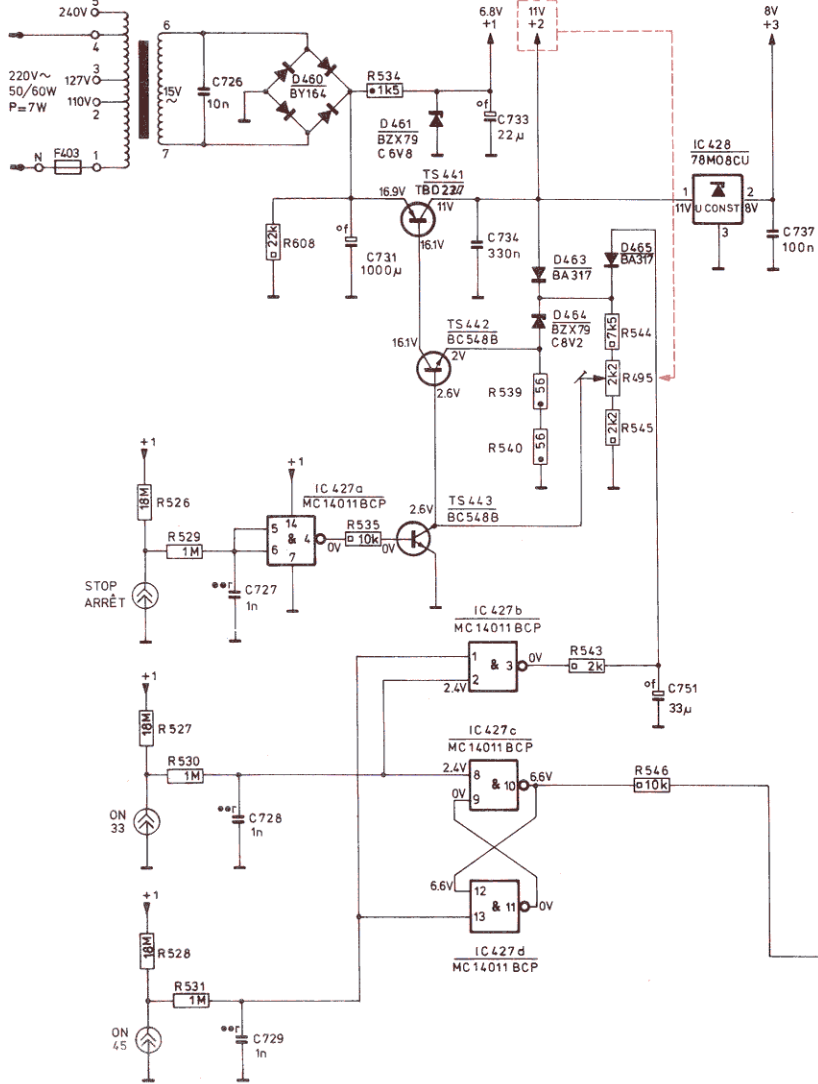 5
240V
4
220V~
50/60W
P=7W
3
127V
110V
2
N
F403
1
6
15V
~
7
C726
10n
D460
BY164
R534
1k5
D461
BZX79
C6V8
6.8V
+1
of
C733
22µ
11V
+2
8V
+3
IC428
78M08CU
1
11V
U CONST
2
8V
3
C737
100n
TS441
16.9V
11V
16.1V
22k
R608
of
C731
1000µ
C734
330n
D463
BA317
D465
BA317
D464
BZX79
C8V2
7k5
R544
2k2
R495
2k2
R545
TS442
BC548B
16.1V
2V
2.6V
R539
56
R540
56
+1
18M
R526
R529
1M
STOP
ARRÊT
C727
1n
+1
IC427a
MC14011BCP
14
5
6
&
4
7
0V
R535
10k
0V
2.6V
TS443
BC548B
IC427b
MC14011BCP
1
2
& 3
0V
2.4V
R543
2k
of
C751
33µ
+1
18M
R527
R530
1M
ON
33
C728
1n
IC427c
MC14011BCP
2.4V
8
0V
9
& 10
6.6V
R546
10k
6.6V
12
13
& 11
0V
IC427d
MC14011BCP
+1
18M
R528
R531
1M
ON
45
C729
1n